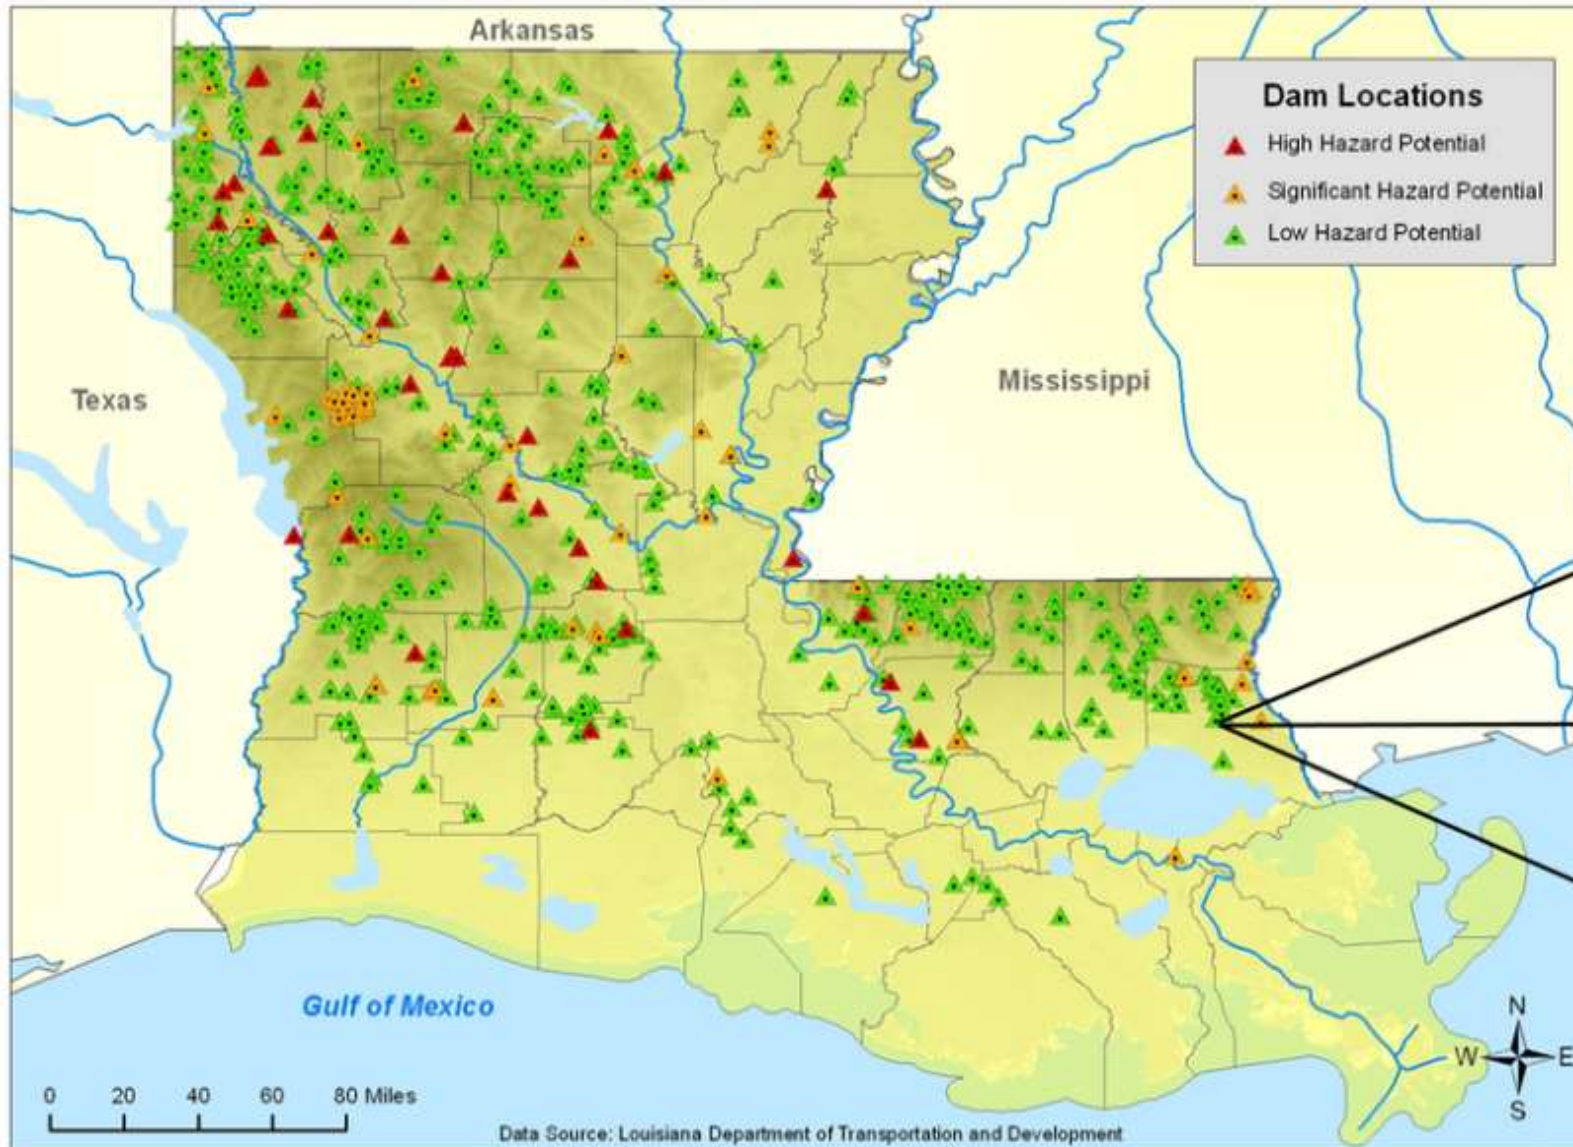 Arkansas
Dam Locations
High Hazard Potential
Significant Hazard Potential
Low Hazard Potential
Texas
Mississippi
Gulf of Mexico
N
W E
S
0 20 40 60 80 Miles
Data Source: Louisiana Department of Transportation and Development